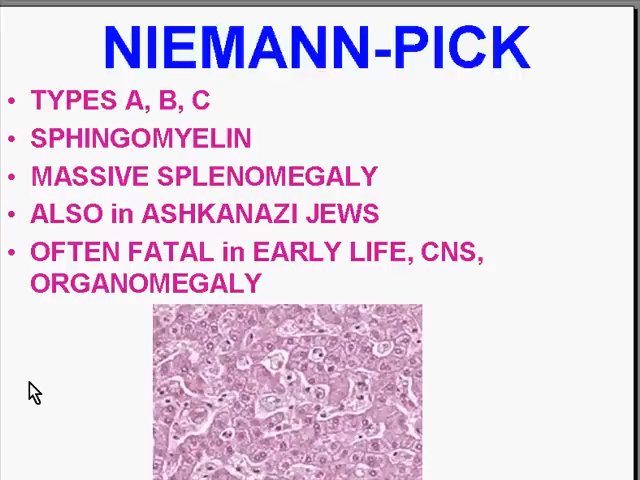 NIEMANN-PICK
• TYPES A, B, C
• SPHINGOMYELIN
• MASSIVE SPLENOMEGALY
• ALSO in ASHKANAZI JEWS
• OFTEN FATAL in EARLY LIFE, CNS,
ORGANOMEGALY